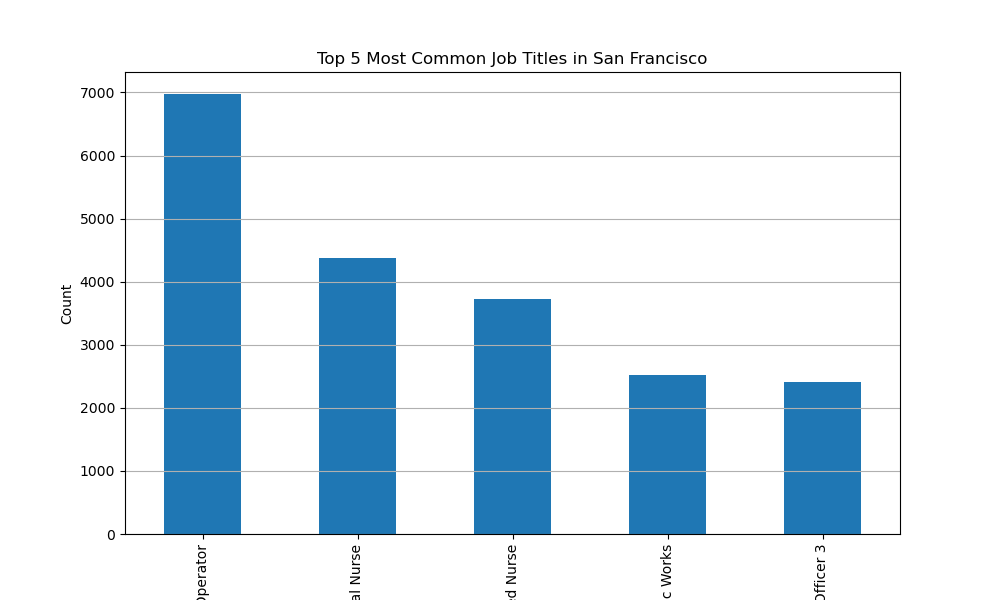 Top 5 Most Common Job Titles in San Francisco
Count
7000
6000
5000
4000
3000
2000
1000
0
Operator
al Nurse
ed Nurse
c Works
Officer 3